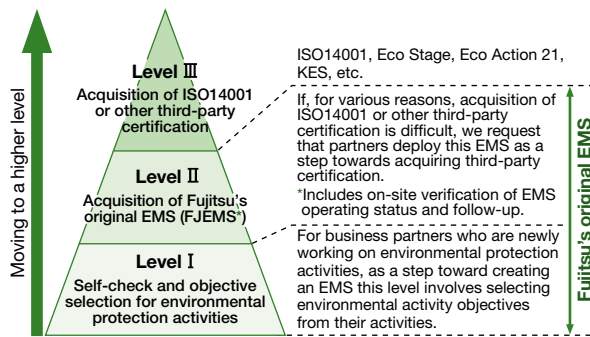 Moving to a higher level
Level Ⅲ
Acquisition of ISO14001
or other third-party
certification
Level Ⅱ
Acquisition of Fujitsu's
original EMS (FJEMS*)
Level Ⅰ
Self-check and objective
selection for environmental
protection activities
ISO14001, Eco Stage, Eco Action 21,
KES, etc.
If, for various reasons, acquisition of
ISO14001 or other third-party
certification is difficult, we request
that partners deploy this EMS as a
step towards acquiring third-party
certification.
*Includes on-site verification of EMS
operating status and follow-up.
For business partners who are newly
working on environmental protection
activities, as a step toward creating
an EMS this level involves selecting
environmental activity objectives
from their activities.
Fujitsu's original EMS